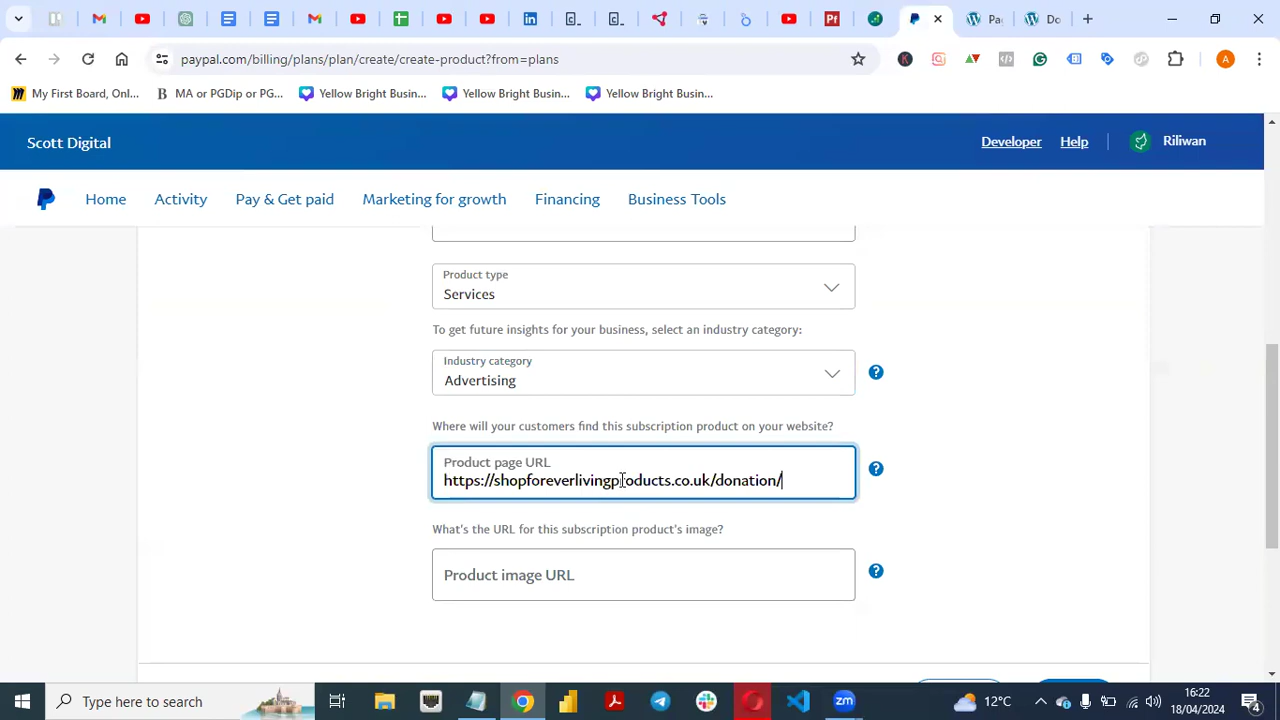 Pa
Do
paypal.com/billing/plans/plan/create/create-product?from=plans
A
My First Board, Onl...
B MA or PGDip or PG...
Yellow Bright Busin...
Yellow Bright Busin...
Yellow Bright Busin...
Scott Digital
Developer
Help
Riliwan
Home
Activity
Pay & Get paid
Marketing for growth
Financing
Business Tools
Product type
Services
To get future insights for your business, select an industry category:
Industry category
Advertising
Where will your customers find this subscription product on your website?
Product page URL
https://shopforeverlivingproducts.co.uk/donation/
What's the URL for this subscription product's image?
Product image URL
Type here to search
zm
12°C
16:22
18/04/2024
4